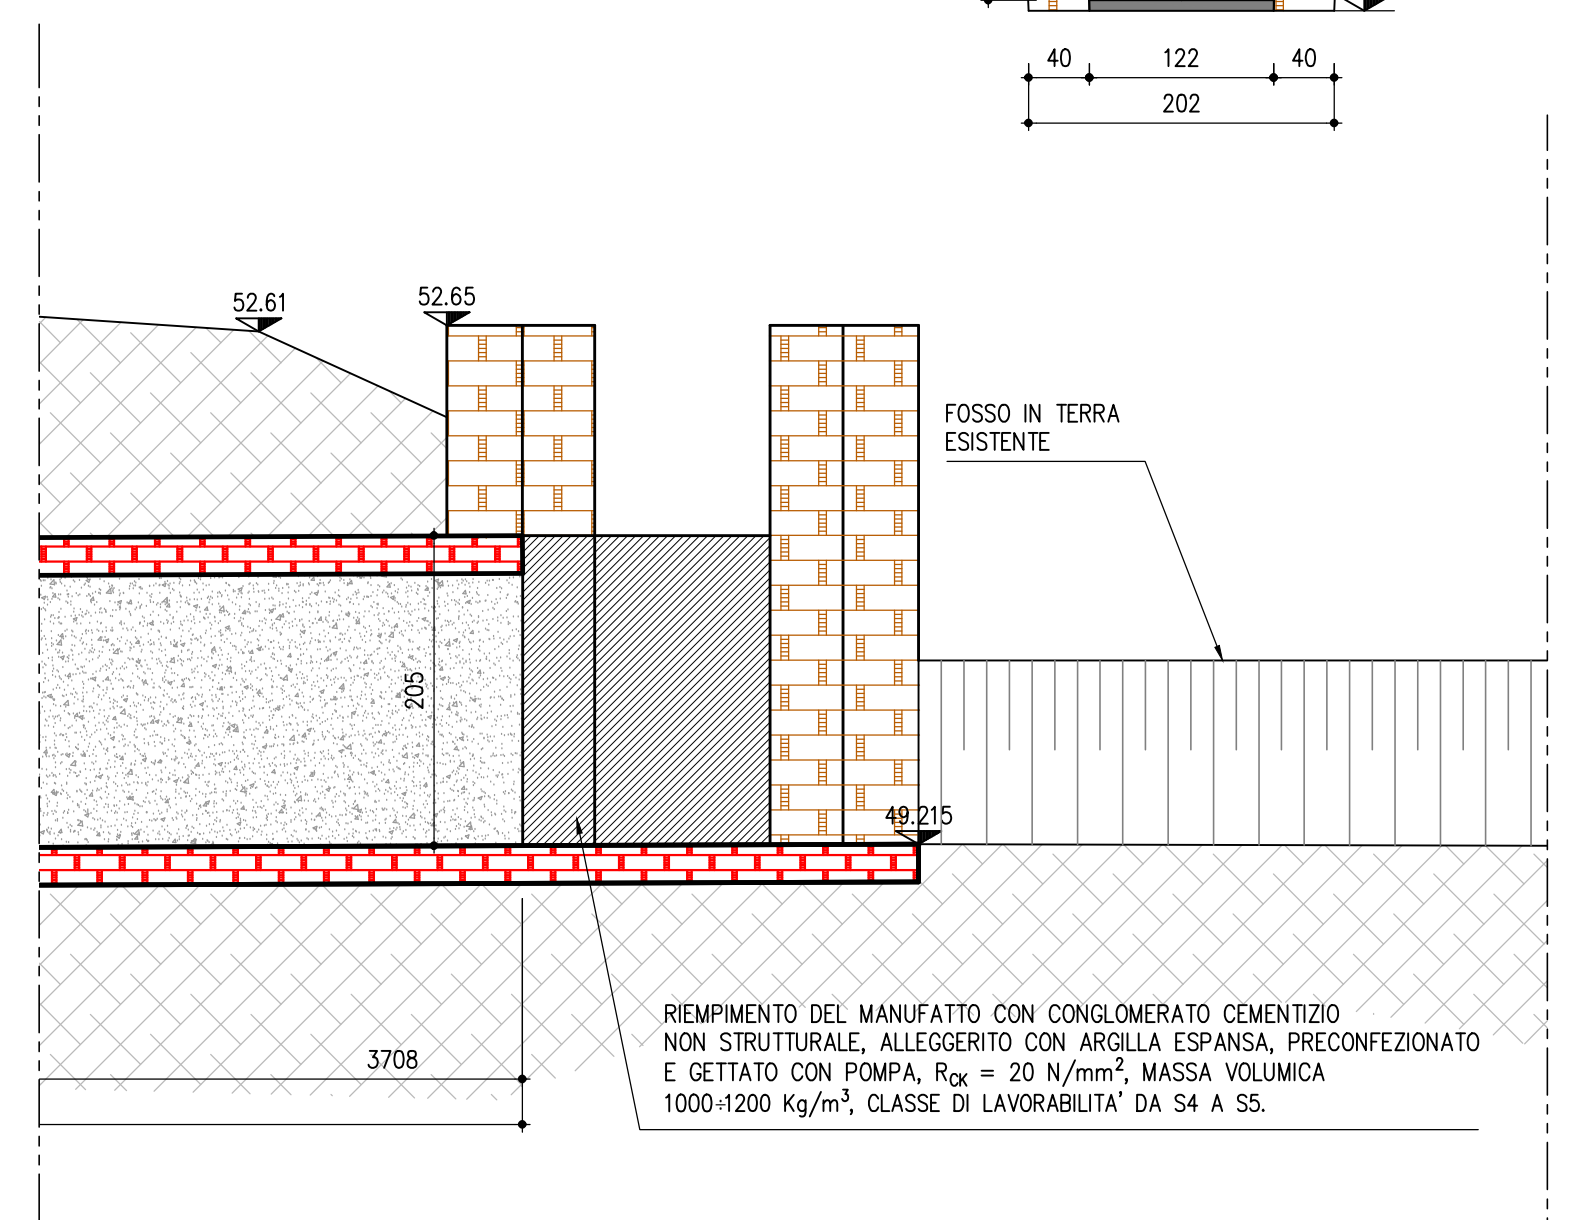 40 122 40
202
52.61
52.65
FOSSO IN TERRA
ESISTENTE
205
49.215
RIEMPIMENTO DEL MANUFATTO CON CONGLOMERATO CEMENTIZIO
NON STRUTTURALE, ALLEGGERITO CON ARGILLA ESPANSA, PRECONFEZIONATO
E GETTATO CON POMPA, RCK = 20 N/mm², MASSA VOLUMICA
1000÷1200 Kg/m³, CLASSE DI LAVORABILITA' DA S4 A S5.
3708